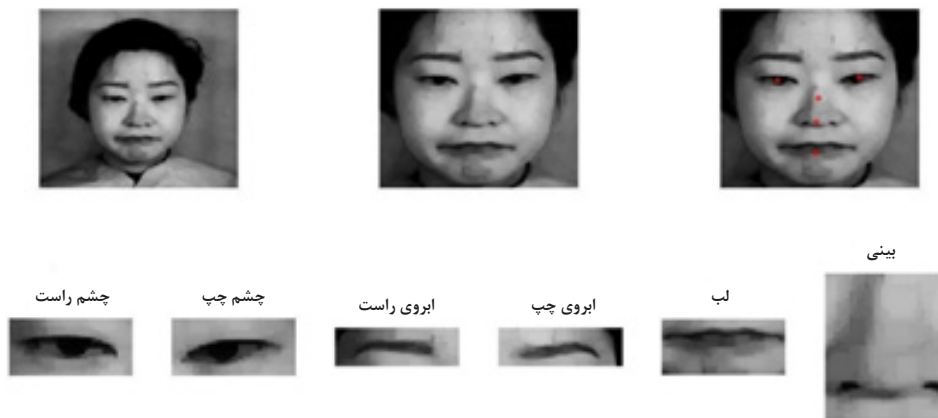 بینی
چشم راست
چشم چپ
ابروی راست
ابروی چپ
لب